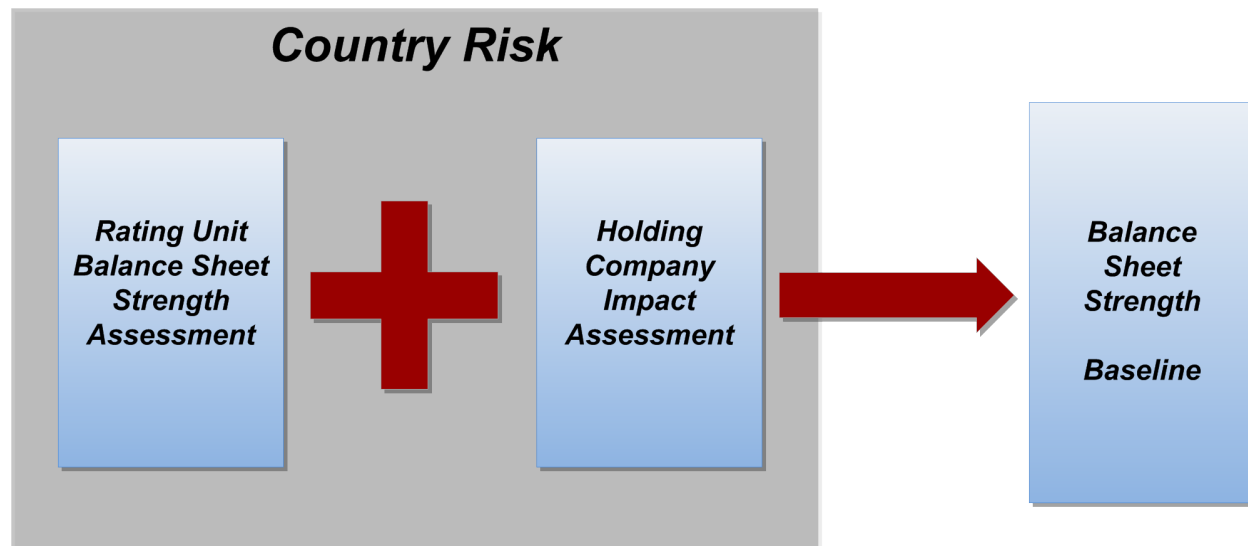 Country Risk
Rating Unit
Balance Sheet
Strength
Assessment
Holding
Company
Impact
Assessment
Balance
Sheet
Strength
Baseline